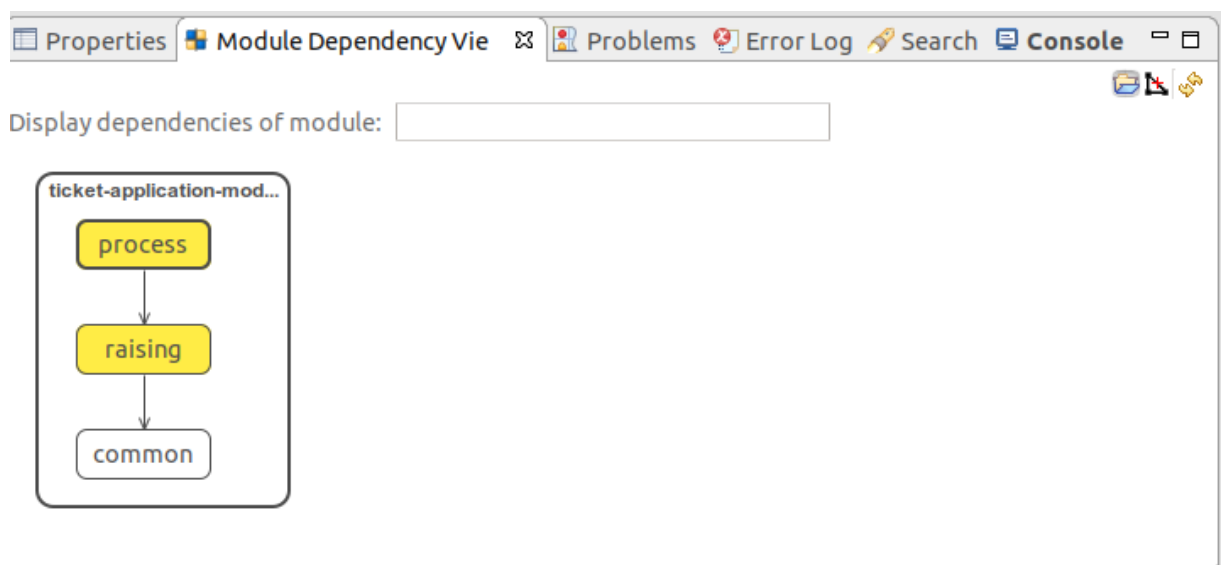 Properties Module Dependency Vie Problems Error Log Search Console
Display dependencies of module:
ticket-application-mod...
process
raising
common